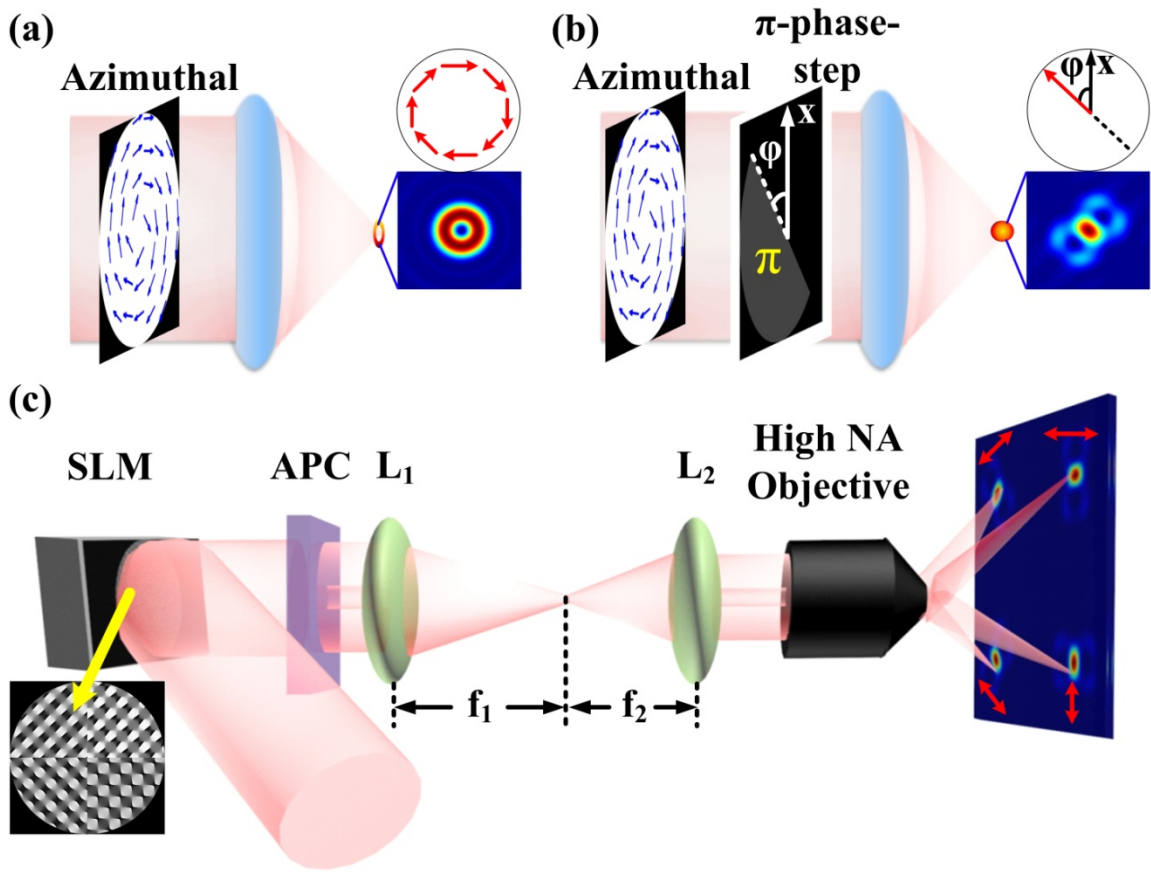 (a)
Azimuthal
(b)
π-phase-
step
Azimuthal
x
φ
π
φ
x
(c)
SLM
APC
L₁
L₂
High NA
Objective
f₁
f₂